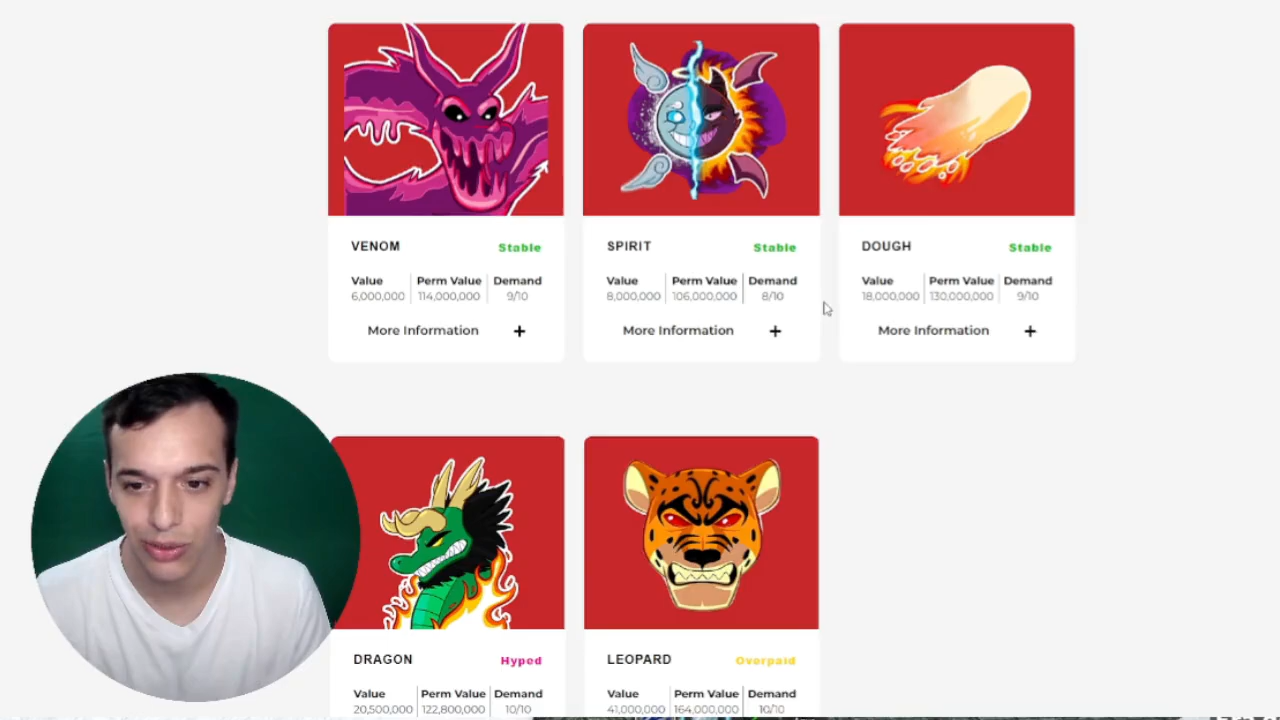 VENOM Stable
Value Perm Value Demand
6,000,000 114,000,000 9/10
More Information +
SPIRIT Stable
Value Perm Value Demand
8,000,000 106,000,000 8/10
More Information +
DOUGH Stable
Value Perm Value Demand
18,000,000 130,000,000 9/10
More Information +
DRAGON Hyped
Value Perm Value Demand
20,500,000 122,800,000 10/10
LEOPARD Overpaid
Value Perm Value Demand
41,000,000 164,000,000 10/10